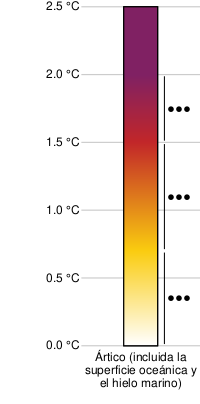 2.5 °C
2.0 °C
•••
1.5 °C
•••
1.0 °C
0.5 °C
•••
0.0 °C
Ártico (incluida la
superficie oceánica y
el hielo marino)